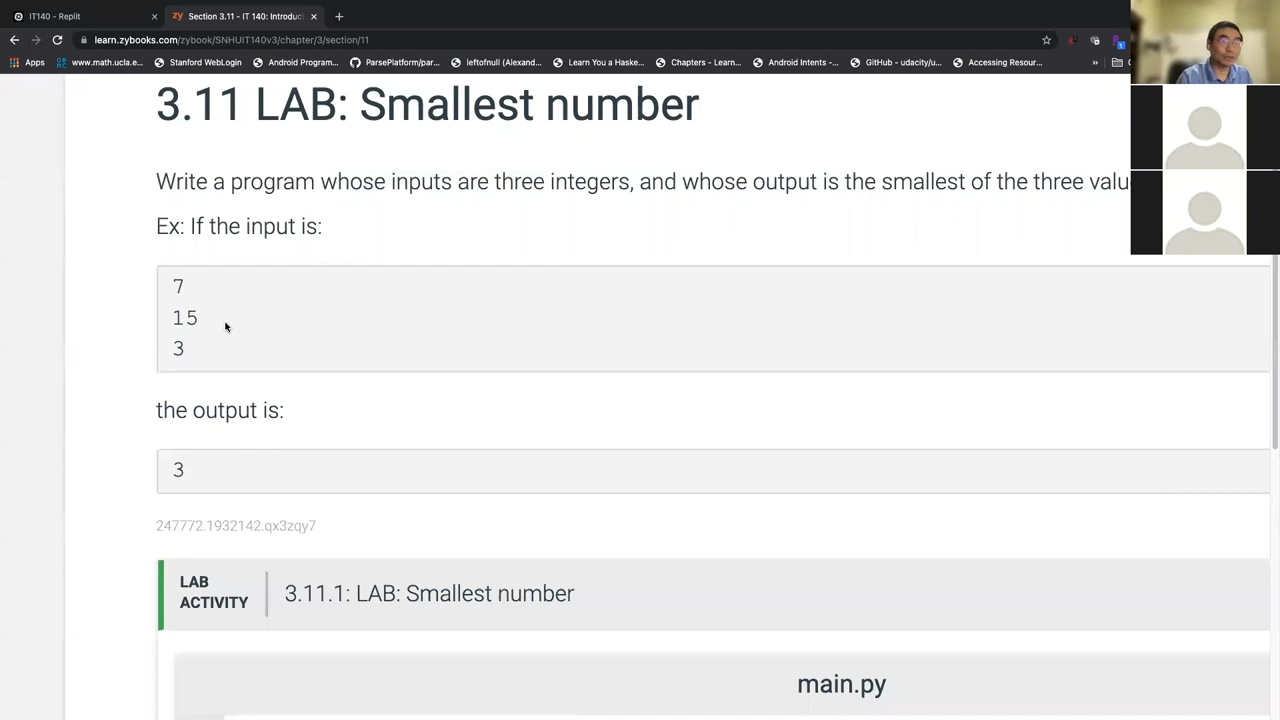 IT140 - Replit
Section 3.11 - IT 140: Introduct
learn.zybooks.com/zybook/SNHUIT140v3/chapter/3/section/11
Apps www.math.ucla.e... Stanford WebLogin Android Program... ParsePlatform/par... leftofnull (Alexand... Learn You a Haske... Chapters - Learn... Android Intents -... GitHub - udacity/u... Accessing Resour... »
3.11 LAB: Smallest number
Write a program whose inputs are three integers, and whose output is the smallest of the three valu
Ex: If the input is:
7
15
3
the output is:
3
247772.1932142.qx3zqy7
LAB
ACTIVITY
3.11.1: LAB: Smallest number
main.py